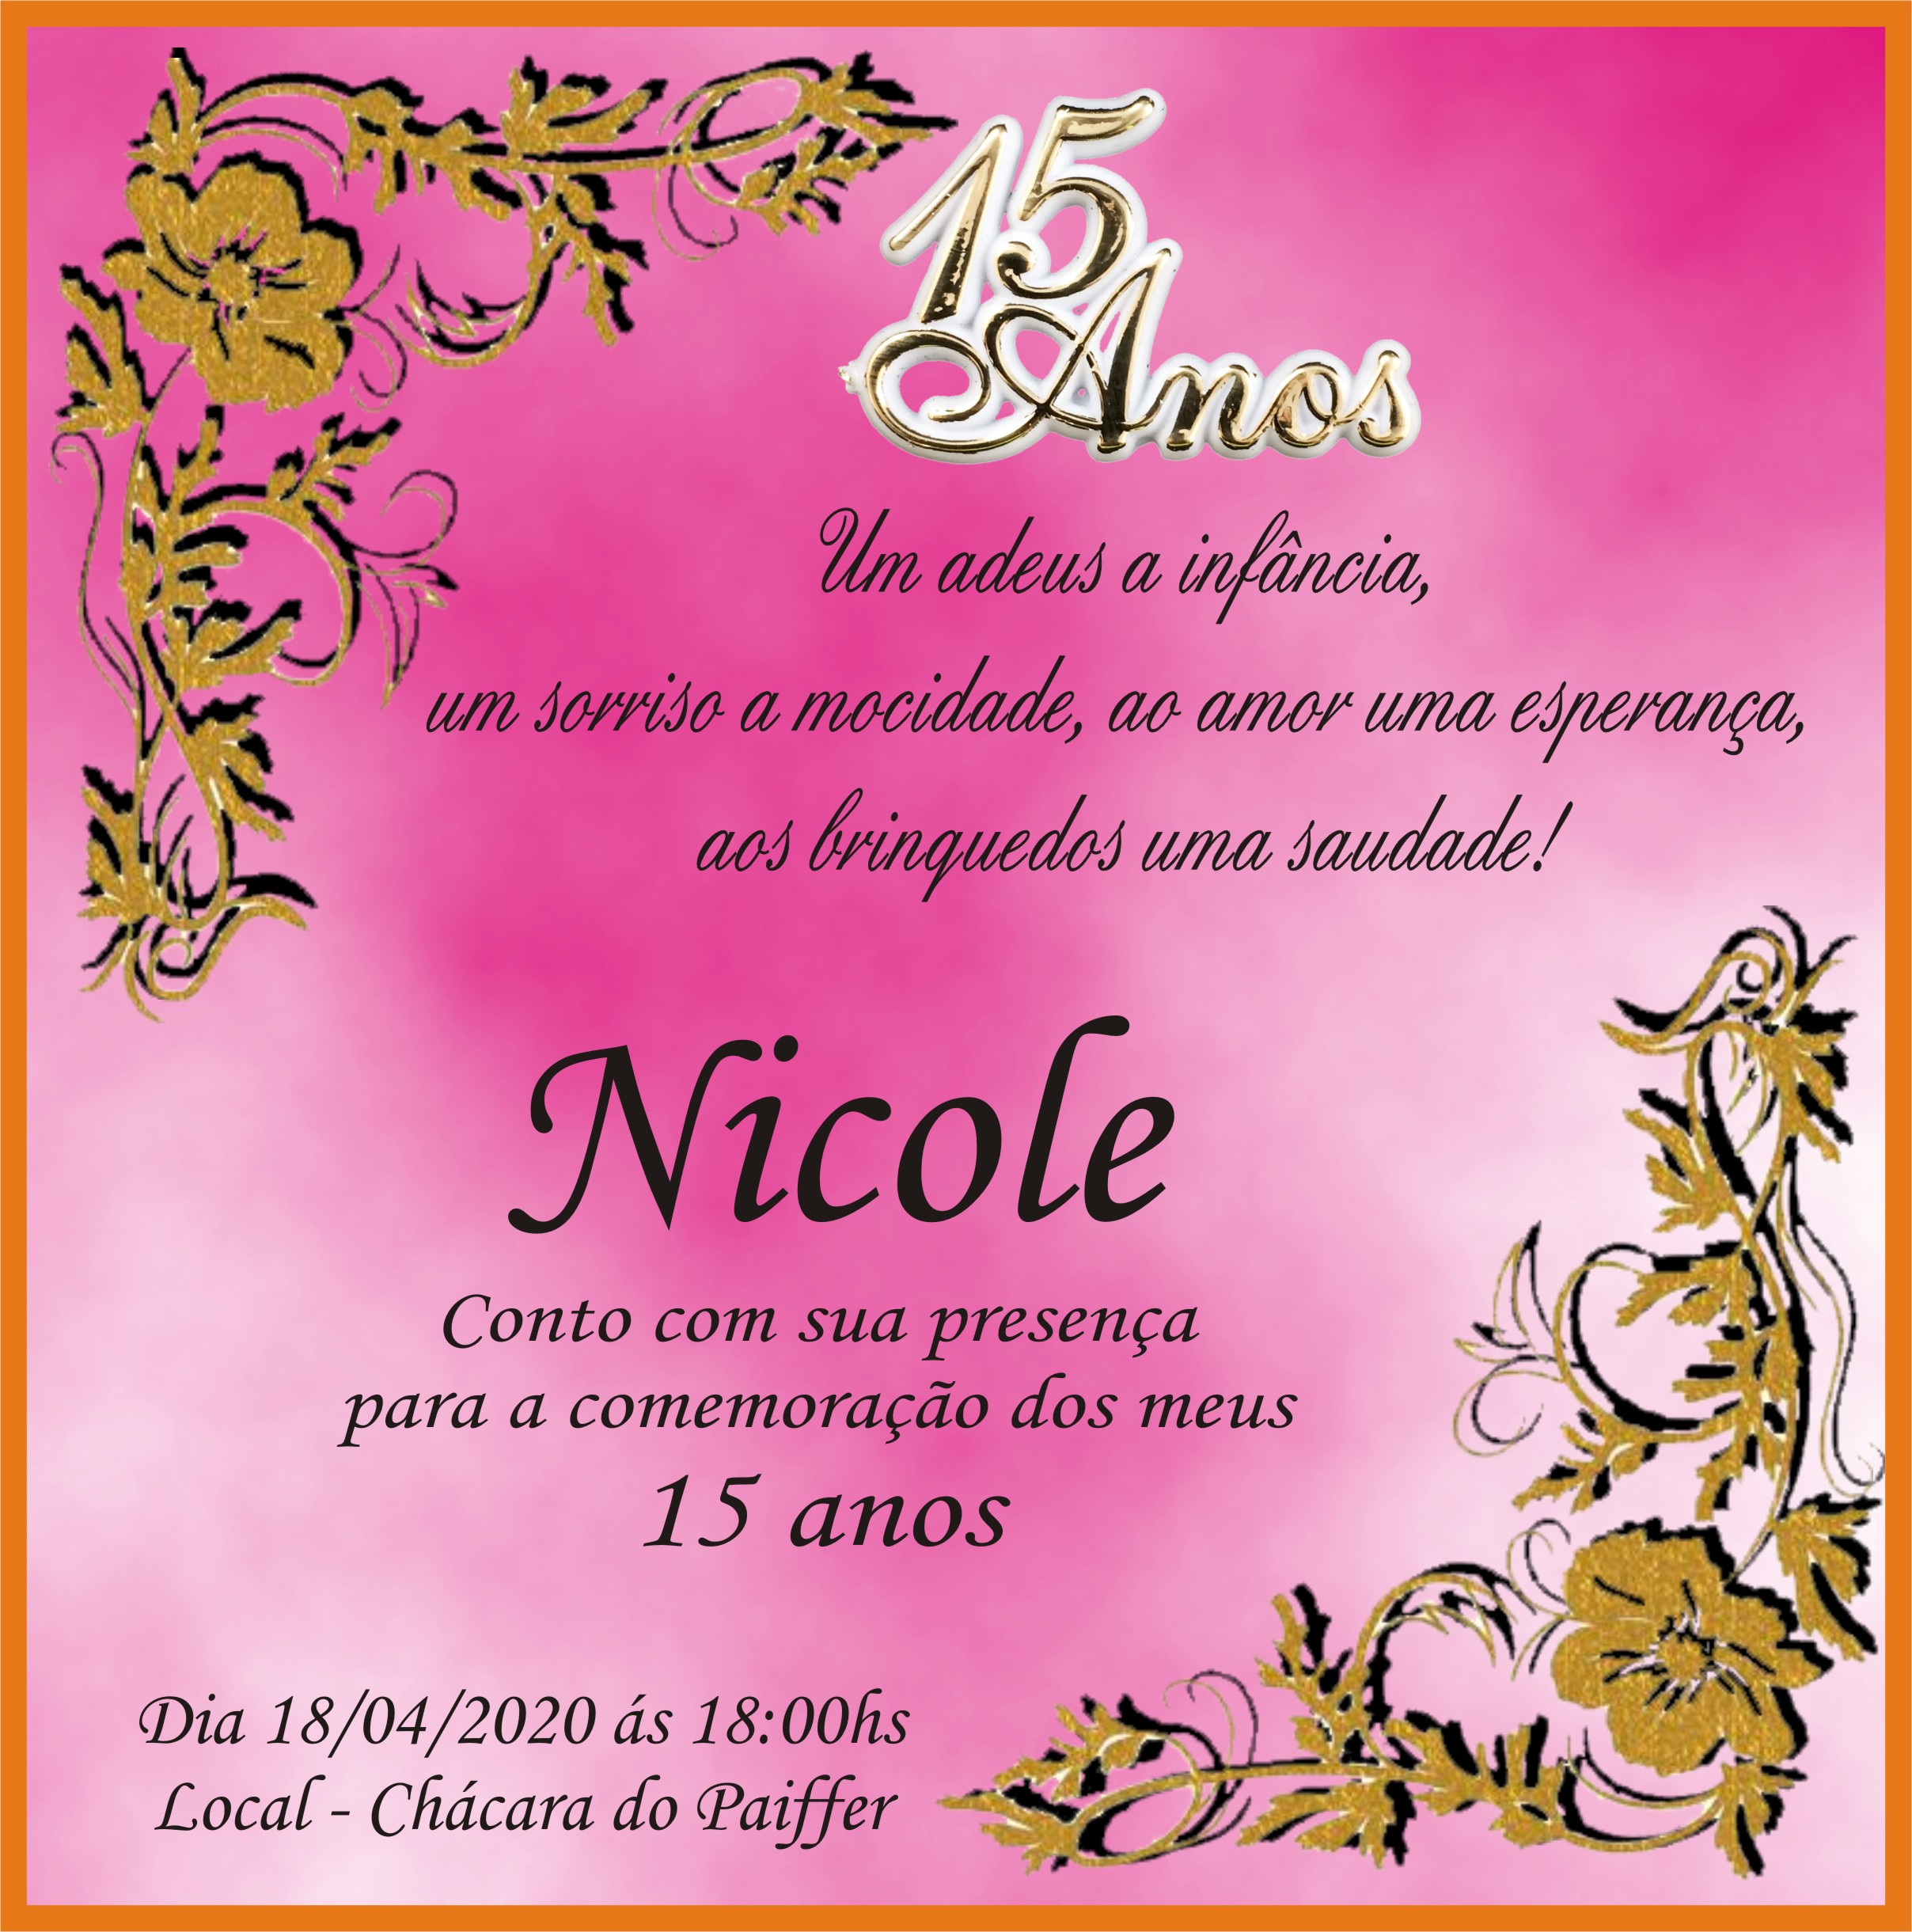 15
Anos
Um adeus a infância,
um sorriso a mocidade, ao amor uma esperança,
aos brinquedos uma saudade!
Nicole
Conto com sua presença
para a comemoração dos meus
15 anos
Dia 18/04/2020 ás 18:00hs
Local - Chácara do Paiffer